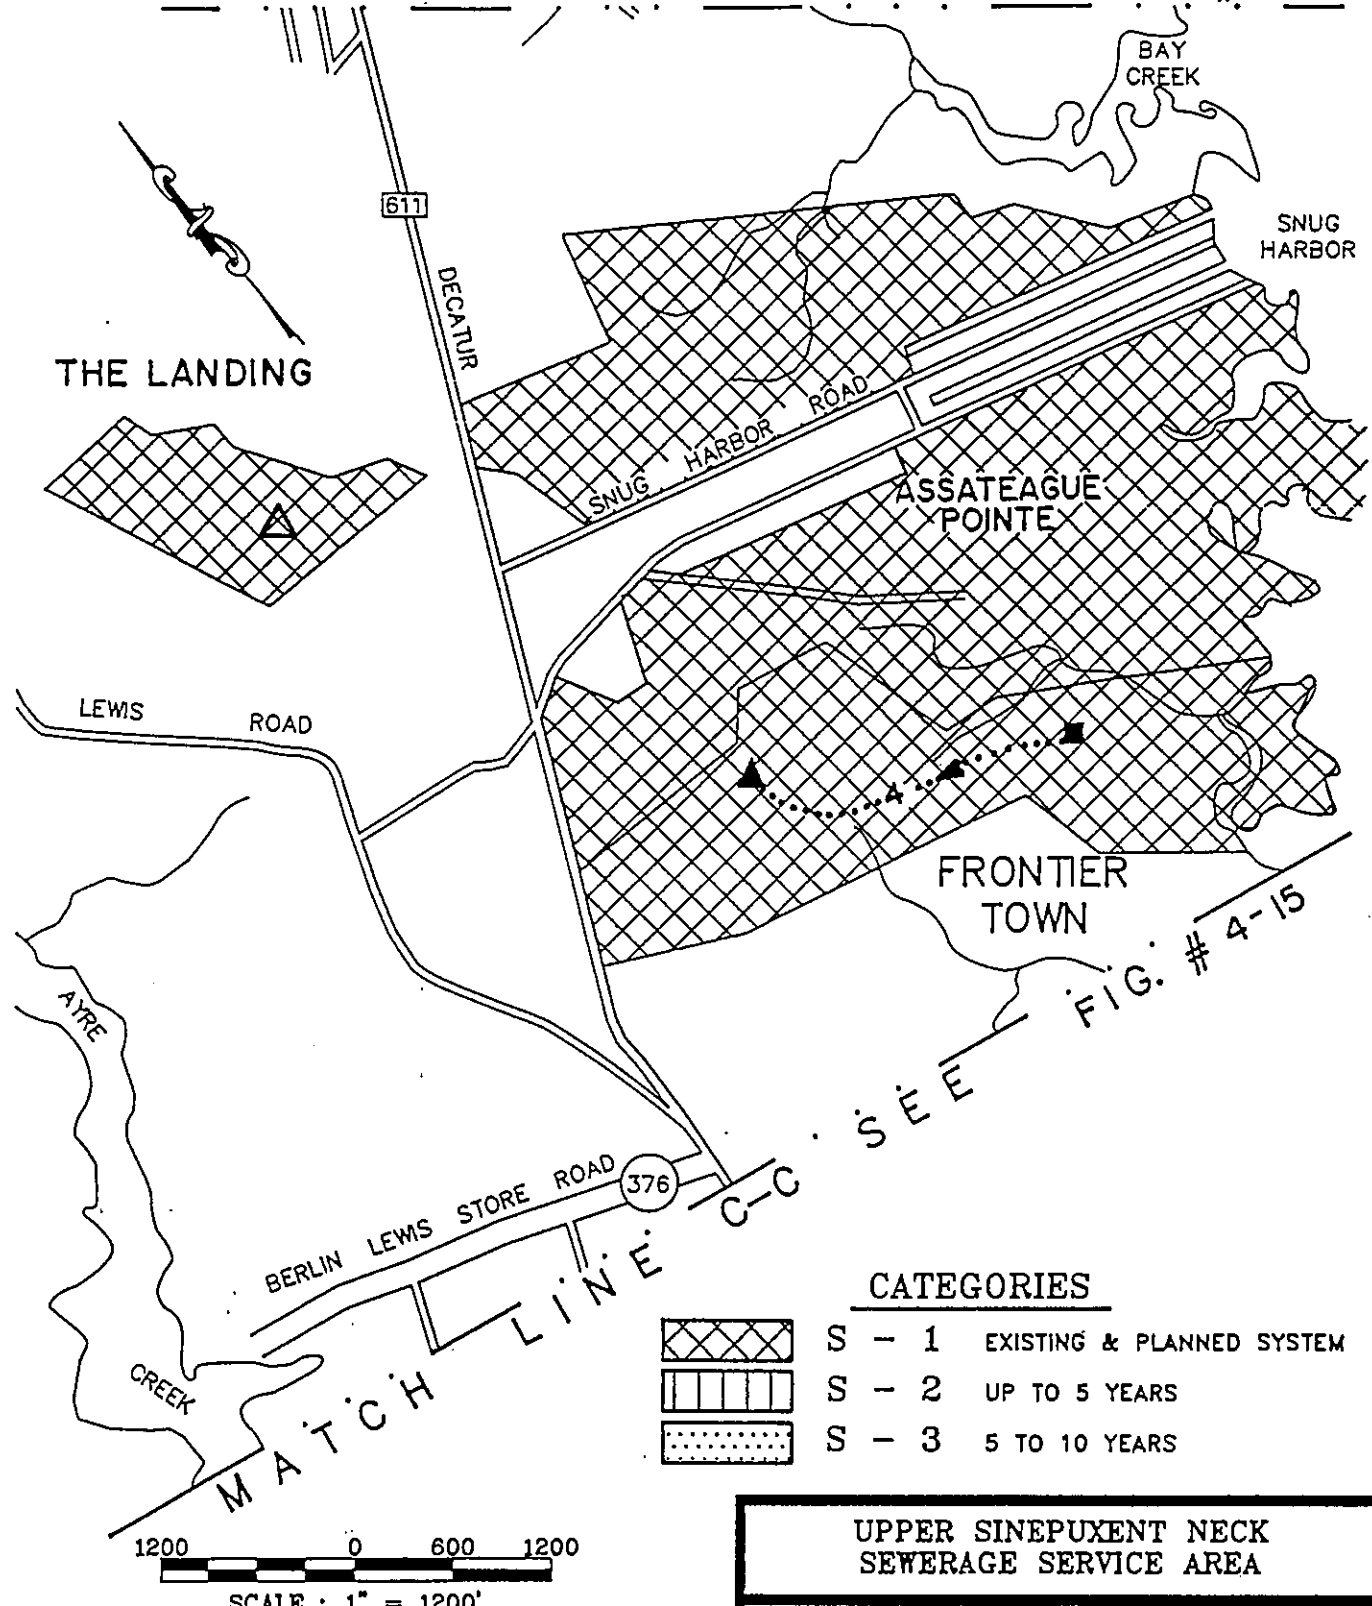 BAY
CREEK
611
SNUG
HARBOR
DECATUR
THE LANDING
SNUG HARBOR ROAD
ASSATEAGUE
POINTE
LEWIS ROAD
4
FRONTIER
TOWN
AYRE
CREEK
BERLIN LEWIS STORE ROAD
376
MATCH LINE C-C SEE FIG. # 4-15
CATEGORIES
S - 1 EXISTING & PLANNED SYSTEM
S - 2 UP TO 5 YEARS
S - 3 5 TO 10 YEARS
1200 0 600 1200
SCALE : 1" = 1200'
UPPER SINEPUXENT NECK
SEWERAGE SERVICE AREA